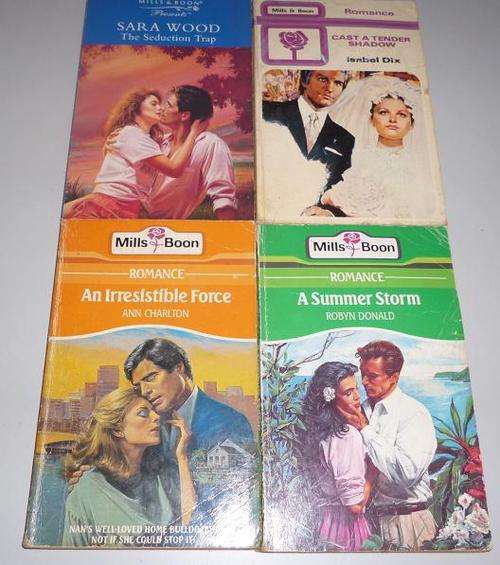 MILLS & BOON
Presents
SARA WOOD
The Seduction Trap
Mills & Boon
Romance
CAST A TENDER
SHADOW
Isobel Dix
Mills & Boon
ROMANCE
An Irresistible Force
ANN CHARLTON
NAN'S WELL-LOVED HOME
NOT IF SHE COULD STOP IT!
Mills & Boon
ROMANCE
A Summer Storm
ROBYN DONALD